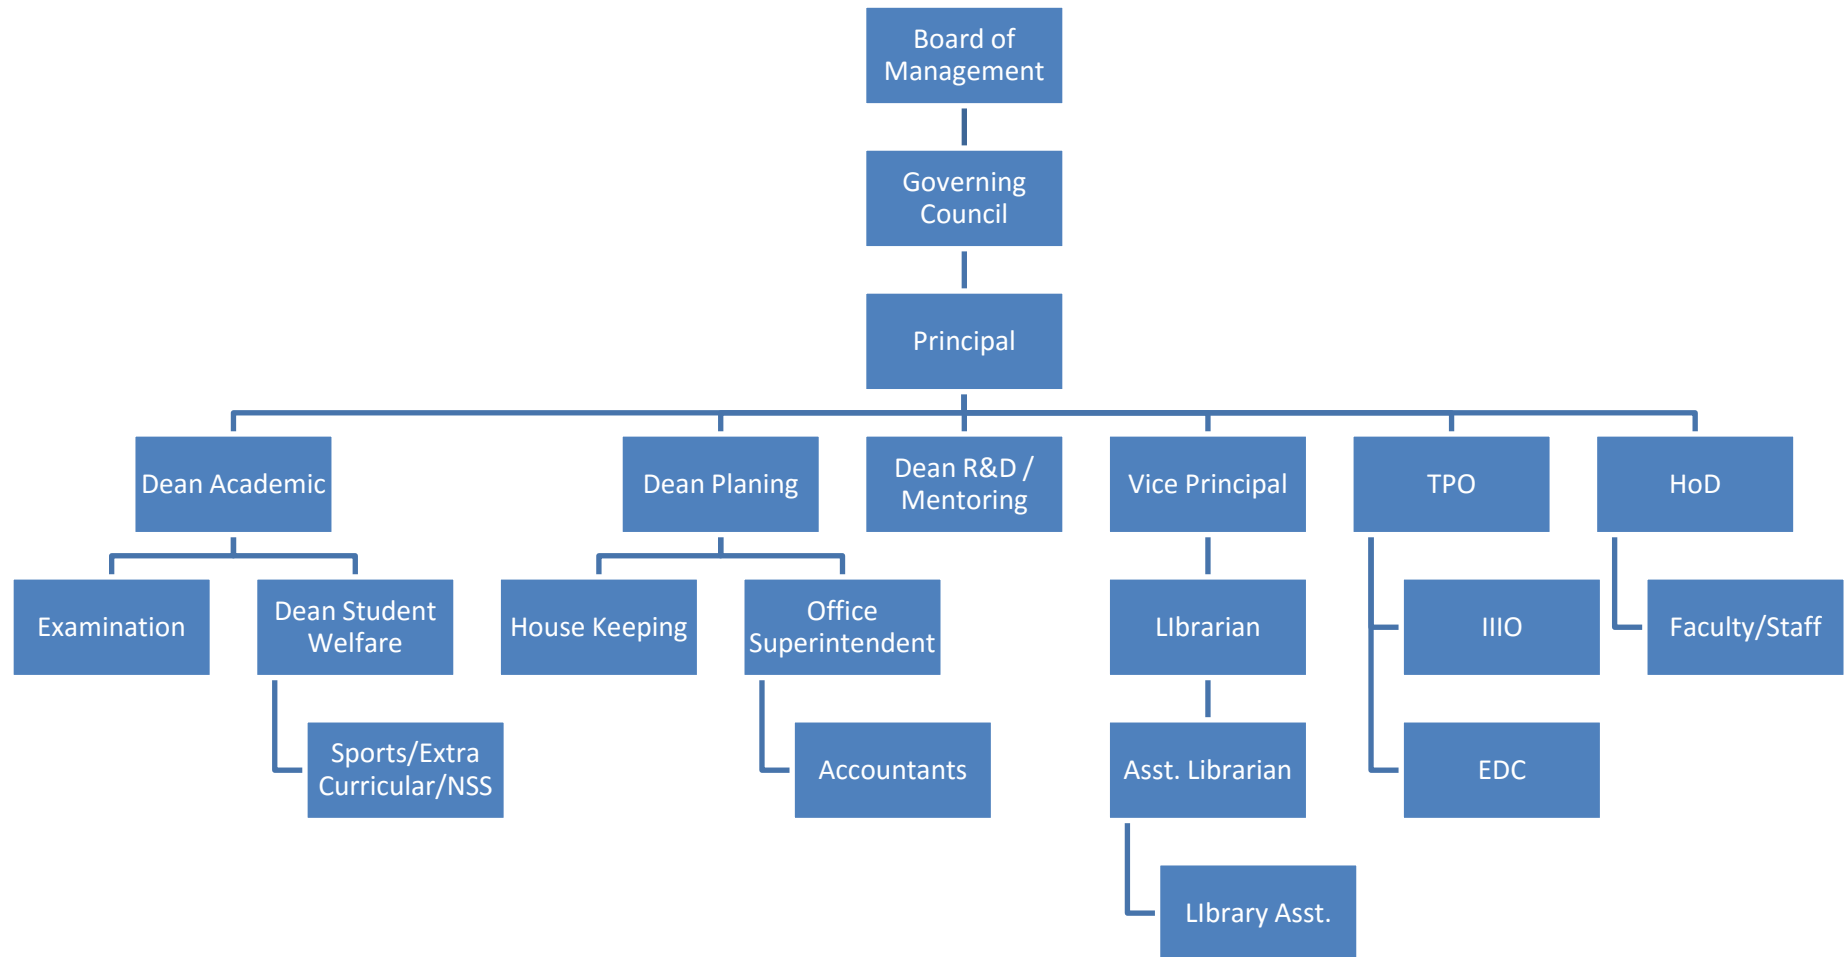 Board of
Management
Governing
Council
Principal
Dean Academic
Dean Planing
Dean R&D /
Mentoring
Vice Principal
TPO
HoD
Examination
Dean Student
Welfare
House Keeping
Office
Superintendent
LIbrarian
IIIO
Faculty/Staff
Sports/Extra
Curricular/NSS
Accountants
Asst. Librarian
EDC
LIbrary Asst.